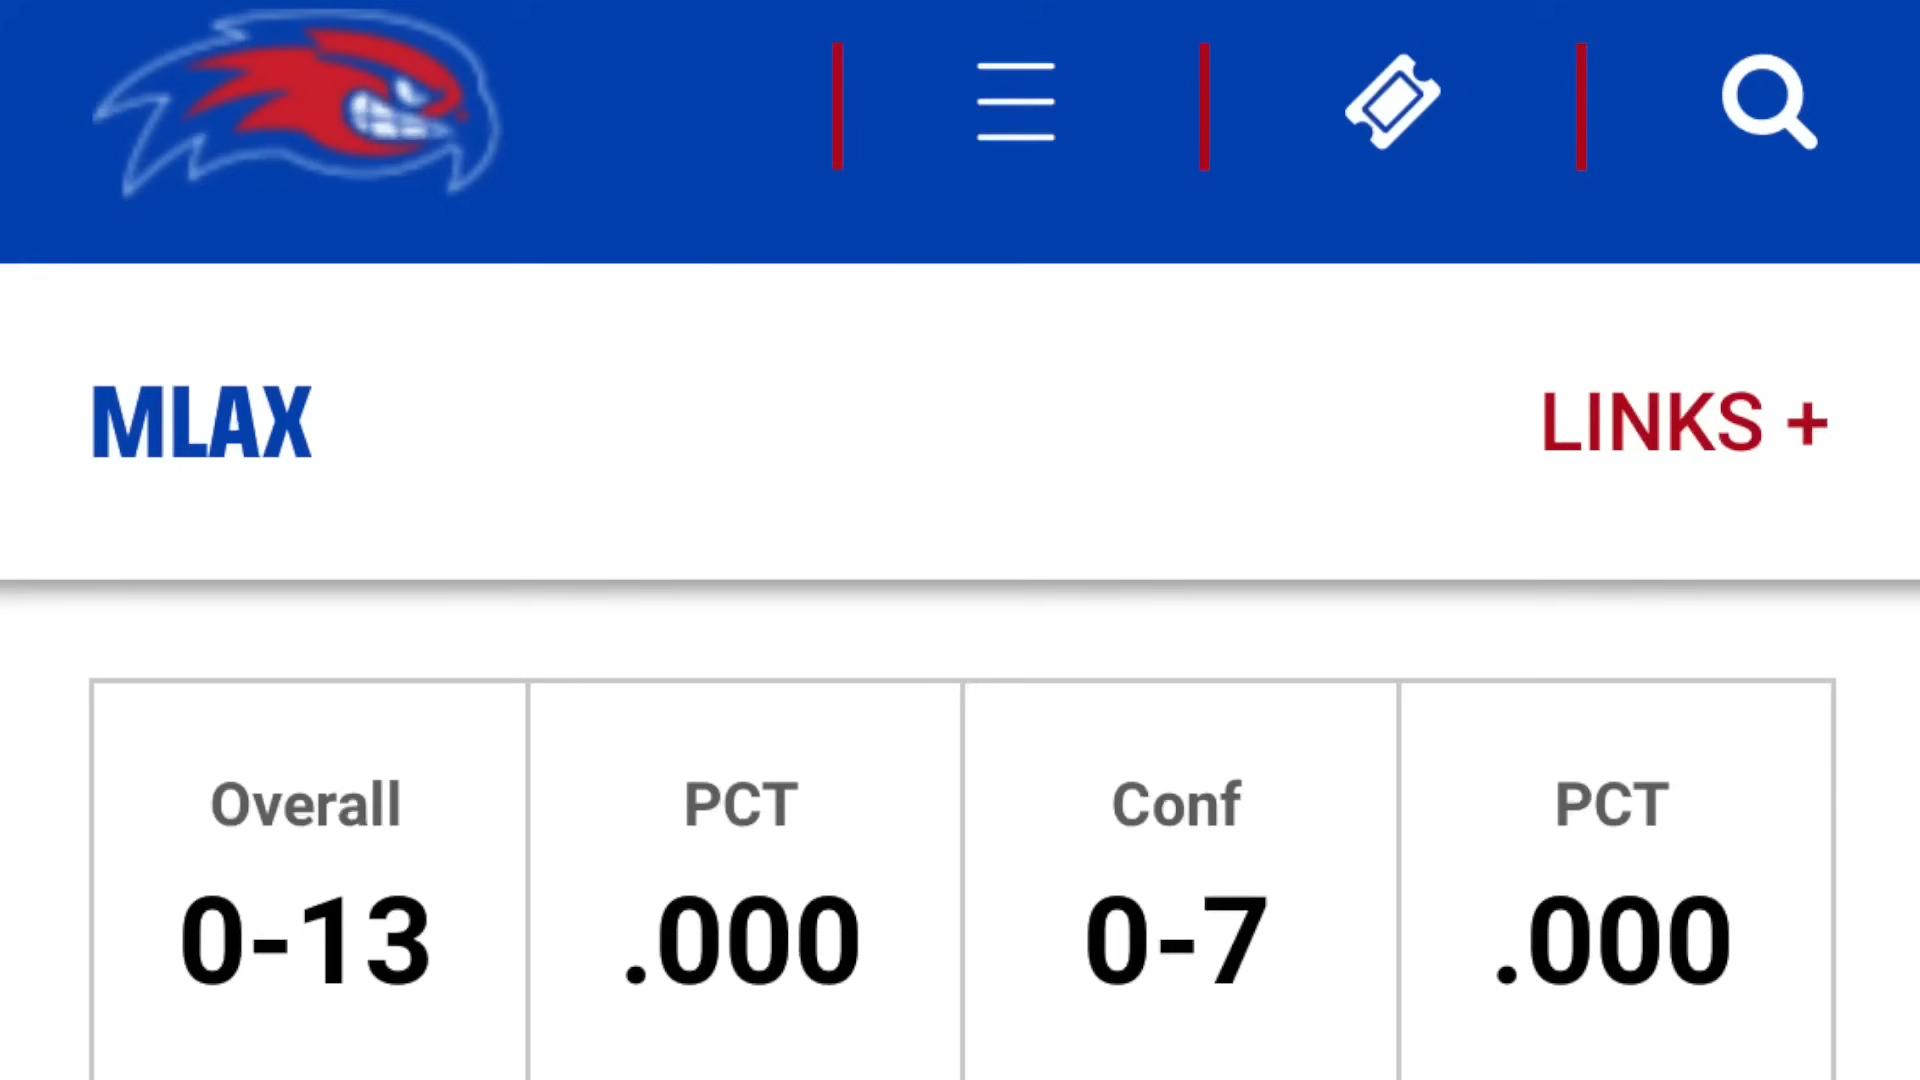 MLAX
LINKS +
Overall PCT Conf PCT
0-13 .000 0-7 .000